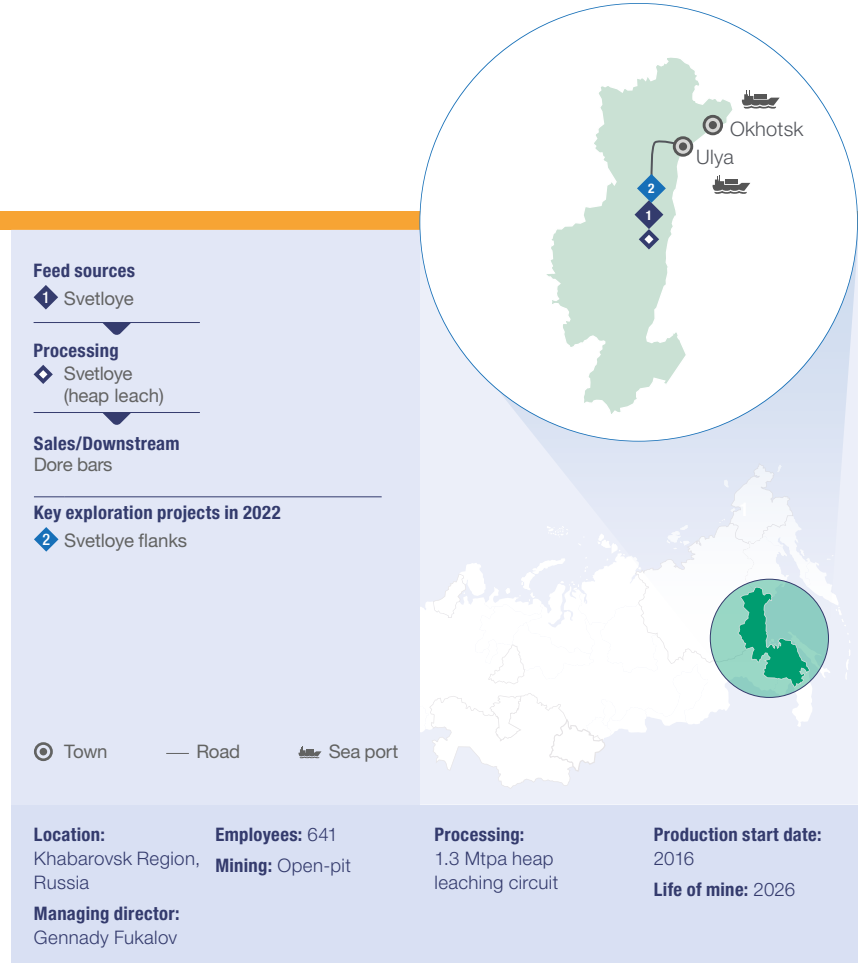 Okhotsk
Ulya
2
1
Feed sources
1 Svetloye
Processing
Svetloye
(heap leach)
Sales/Downstream
Dore bars
Key exploration projects in 2022
2 Svetloye flanks
Town
Road
Sea port
Location:
Khabarovsk Region,
Russia
Managing director:
Gennady Fukalov
Employees: 641
Mining: Open-pit
Processing:
1.3 Mtpa heap
leaching circuit
Production start date:
2016
Life of mine: 2026